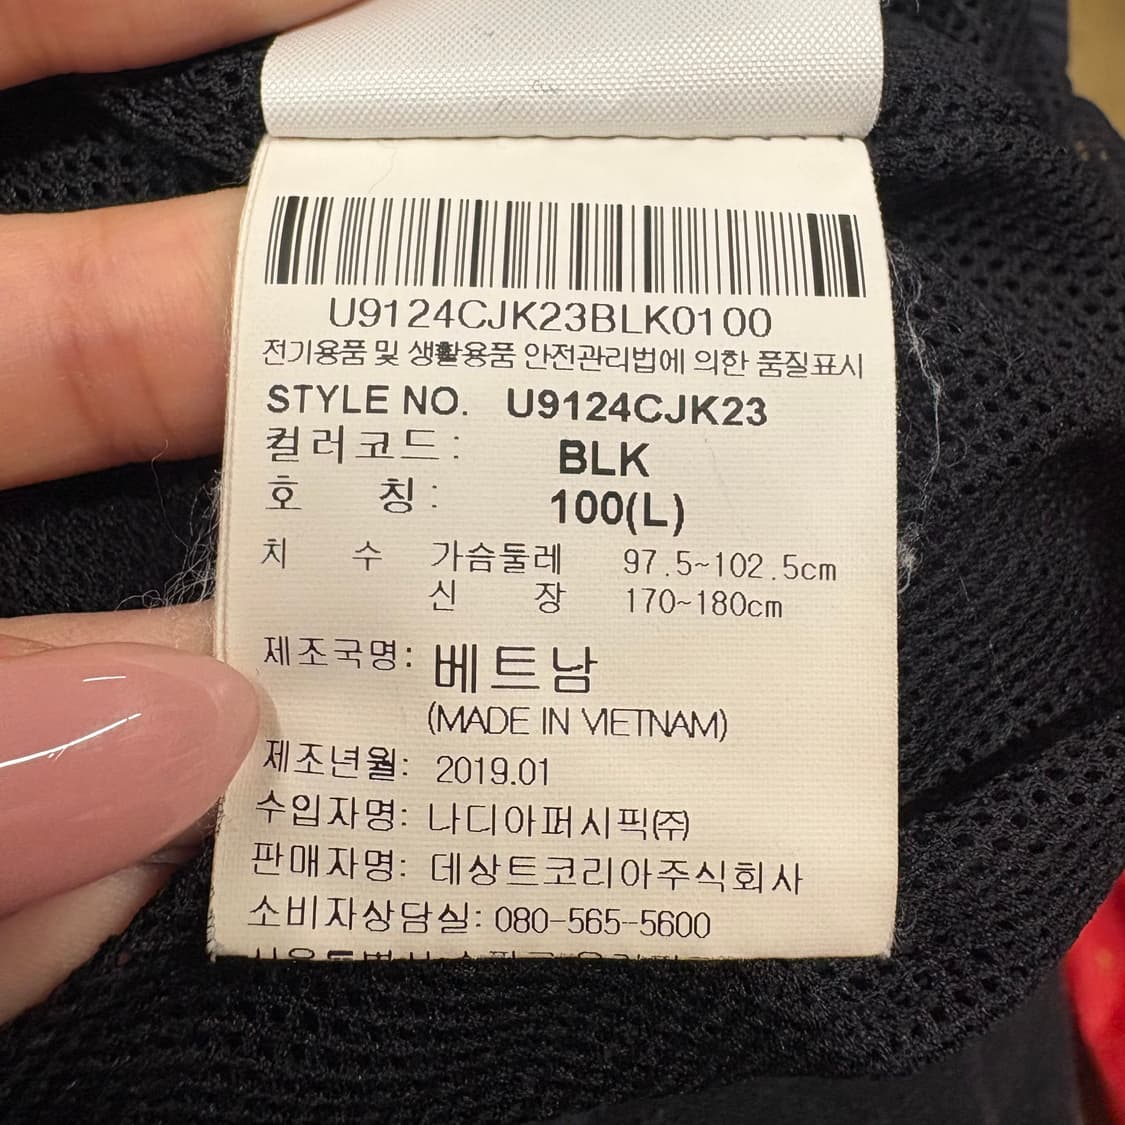 U9124CJK23BLK0100
전기용품 및 생활용품 안전관리법에 의한 품질표시
STYLE NO. U9124CJK23
컬러코드: BLK
호 칭: 100(L)
치 수 가슴둘레 97.5~102.5cm
신 장 170~180cm
제조국명: 베트남
(MADE IN VIETNAM)
제조년월: 2019.01
수입자명: 나디아퍼시픽(주)
판매자명: 데상트코리아주식회사
소비자상담실: 080-565-5600